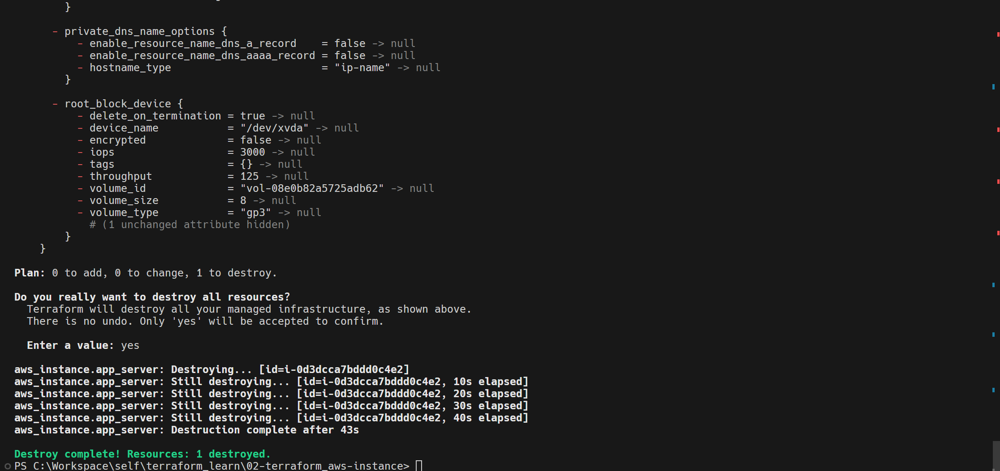 }
- private_dns_name_options {
- enable_resource_name_dns_a_record    = false -> null
- enable_resource_name_dns_aaaa_record = false -> null
- hostname_type                        = "ip-name" -> null
}
- root_block_device {
- delete_on_termination = true -> null
- device_name           = "/dev/xvda" -> null
- encrypted             = false -> null
- iops                  = 3000 -> null
- tags                  = {} -> null
- throughput            = 125 -> null
- volume_id             = "vol-08e0b82a5725adb62" -> null
- volume_size           = 8 -> null
- volume_type           = "gp3" -> null
# (1 unchanged attribute hidden)
}
}
Plan: 0 to add, 0 to change, 1 to destroy.
Do you really want to destroy all resources?
Terraform will destroy all your managed infrastructure, as shown above.
There is no undo. Only 'yes' will be accepted to confirm.
Enter a value: yes
aws_instance.app_server: Destroying... [id=i-0d3dcca7bddd0c4e2]
aws_instance.app_server: Still destroying... [id=i-0d3dcca7bddd0c4e2, 10s elapsed]
aws_instance.app_server: Still destroying... [id=i-0d3dcca7bddd0c4e2, 20s elapsed]
aws_instance.app_server: Still destroying... [id=i-0d3dcca7bddd0c4e2, 30s elapsed]
aws_instance.app_server: Still destroying... [id=i-0d3dcca7bddd0c4e2, 40s elapsed]
aws_instance.app_server: Destruction complete after 43s
Destroy complete! Resources: 1 destroyed.
PS C:\Workspace\self\terraform_learn\02-terraform_aws-instance>